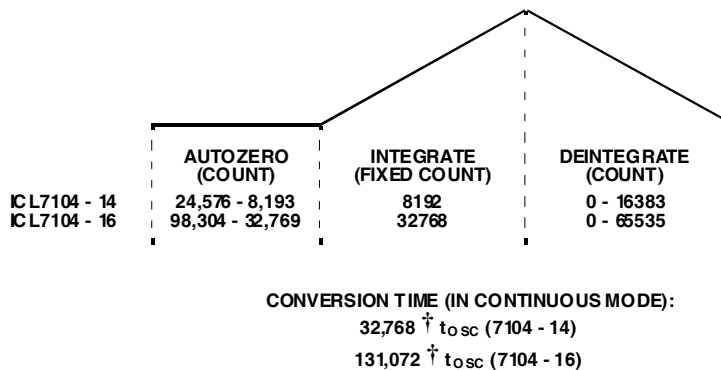 AUTOZERO INTEGRATE DEINTEGRATE
(COUNT) (FIXED COUNT) (COUNT)
ICL7104 - 14 24,576 - 8,193 8192 0 - 16383
ICL7104 - 16 98,304 - 32,769 32768 0 - 65535
CONVERSION TIME (IN CONTINUOUS MODE):
32,768 † tOSC (7104 - 14)
131,072 † tOSC (7104 - 16)